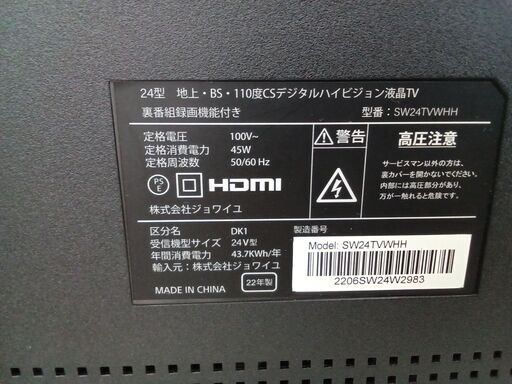 24型 地上・BS・110度CSデジタルハイビジョン液晶TV
裏番組録画機能付き 型番：SW24TVWHH
定格電圧 100V~
定格消費電力 45W
定格周波数 50/60 Hz
PS
E
HDMI
株式会社ジョワイユ
警告
高圧注意
サービスマン以外の方は、
裏カバーを開かないでください。
内部には高圧部分があり、
万が一触れると危険です。
区分名 DK1
受信機型サイズ 24V型
年間消費電力 43.7KWh/年
輸入元：株式会社ジョワイユ
MADE IN CHINA 22年製
製造番号
Model: SW24TVWHH
2206SW24W2983